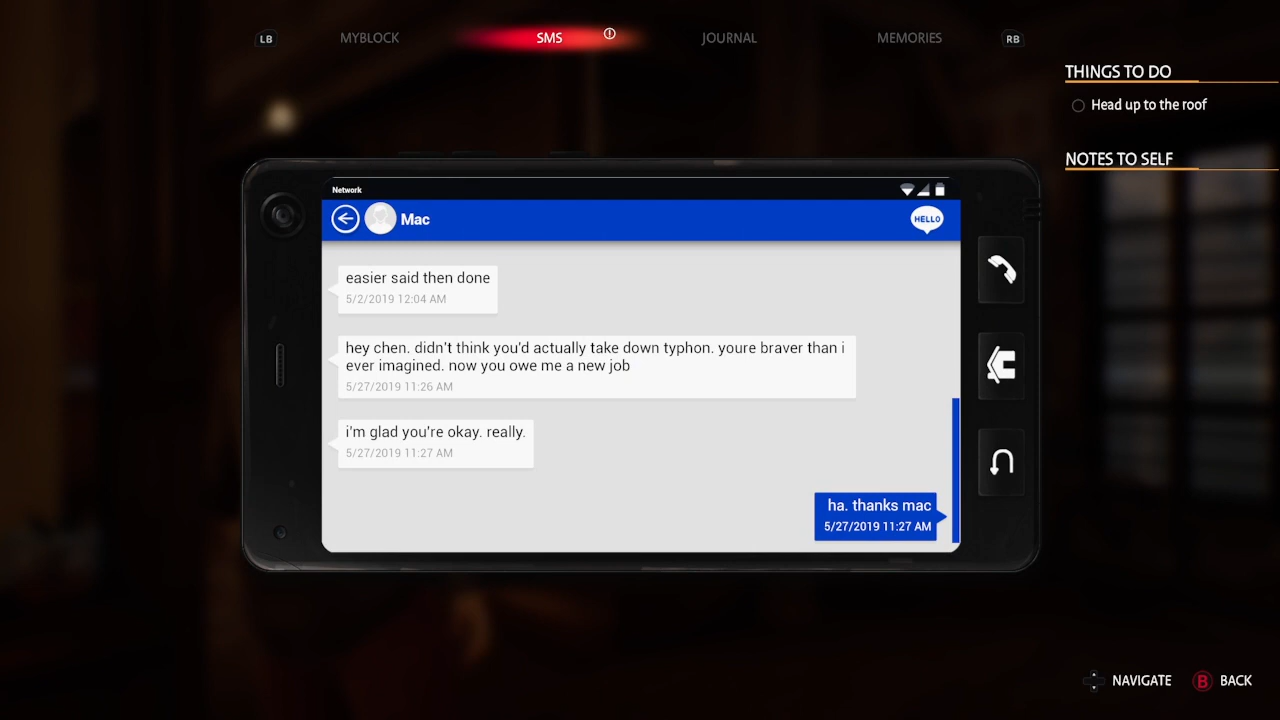 LB
MYBLOCK
SMS
JOURNAL
MEMORIES
RB
THINGS TO DO
Head up to the roof
NOTES TO SELF
Network
Mac
HELLO
easier said then done
5/2/2019 12:04 AM
hey chen. didn't think you'd actually take down typhon. youre braver than i
ever imagined. now you owe me a new job
5/27/2019 11:26 AM
i'm glad you're okay. really.
5/27/2019 11:27 AM
ha. thanks mac
5/27/2019 11:27 AM
NAVIGATE
B BACK